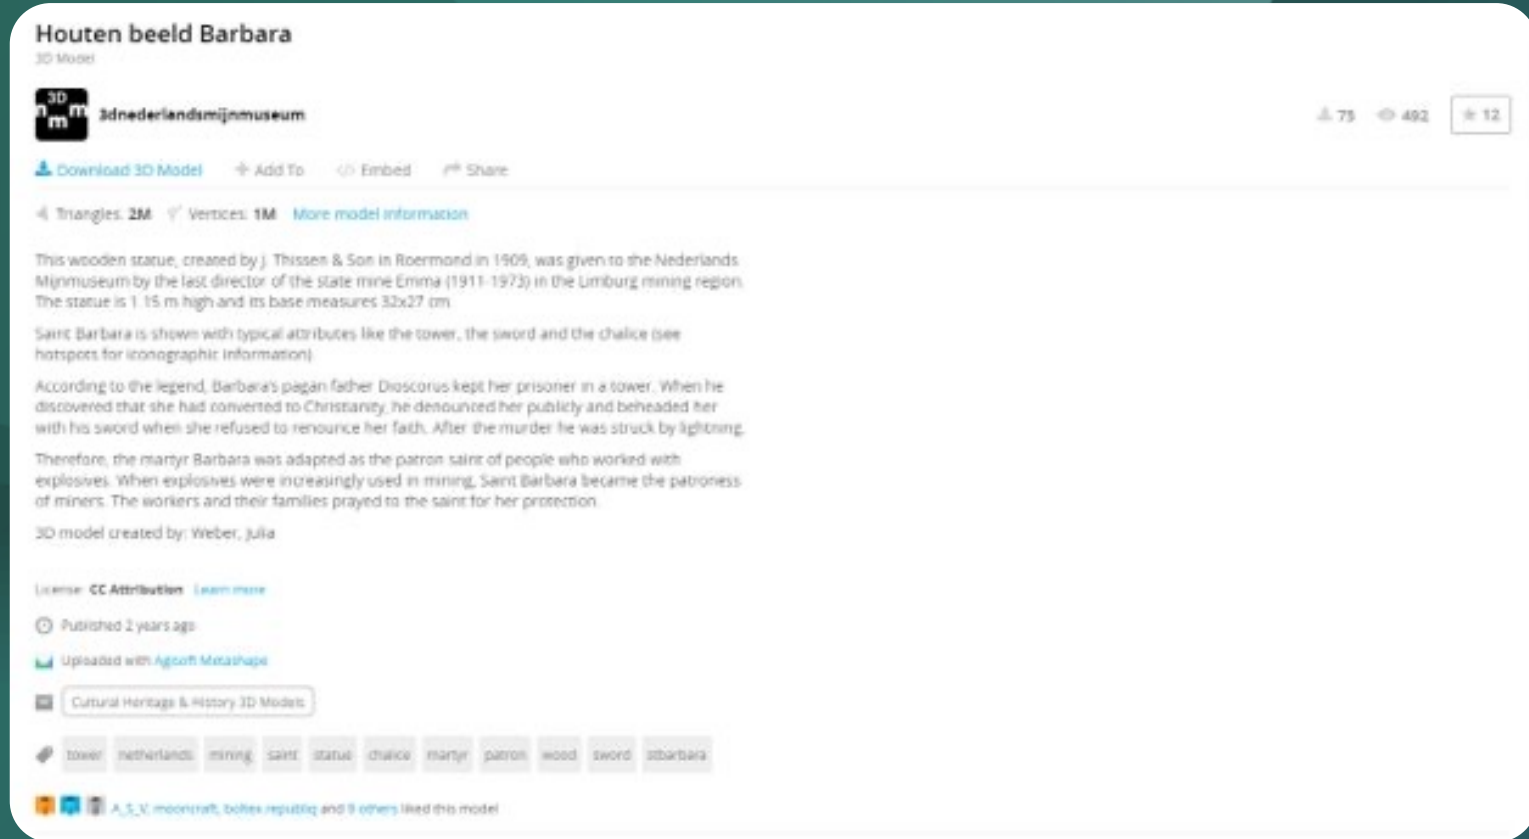 Houten beeld Barbara
3D Model
3D
n m
m
3dnederlandsmijnmuseum
75 492 12
Download 3D Model Add To Embed Share
Triangles: 2M Vertices: 1M More model information
This wooden statue, created by J. Thissen & Son in Roermond in 1909, was given to the Nederlands
Mijnmuseum by the last director of the state mine Emma (1911-1973) in the Limburg mining region.
The statue is 1.15 m high and its base measures 32x27 cm.
Saint Barbara is shown with typical attributes like the tower, the sword and the chalice (see
hotspots for iconographic information).
According to the legend, Barbara's pagan father Dioscorus kept her prisoner in a tower. When he
discovered that she had converted to Christianity, he denounced her publicly and beheaded her
with his sword when she refused to renounce her faith. After the murder he was struck by lightning.
Therefore, the martyr Barbara was adapted as the patron saint of people who worked with
explosives. When explosives were increasingly used in mining, Saint Barbara became the patroness
of miners. The workers and their families prayed to the saint for her protection.
3D model created by: Weber, Julia
License: CC Attribution Learn more
Published 2 years ago
Uploaded with Agisoft Metashape
Cultural Heritage & History 3D Models
tower netherlands mining saint statue chalice martyr patron wood sword stbarbara
A_S_V, mooncraft, boltex.republiq and 9 others liked this model